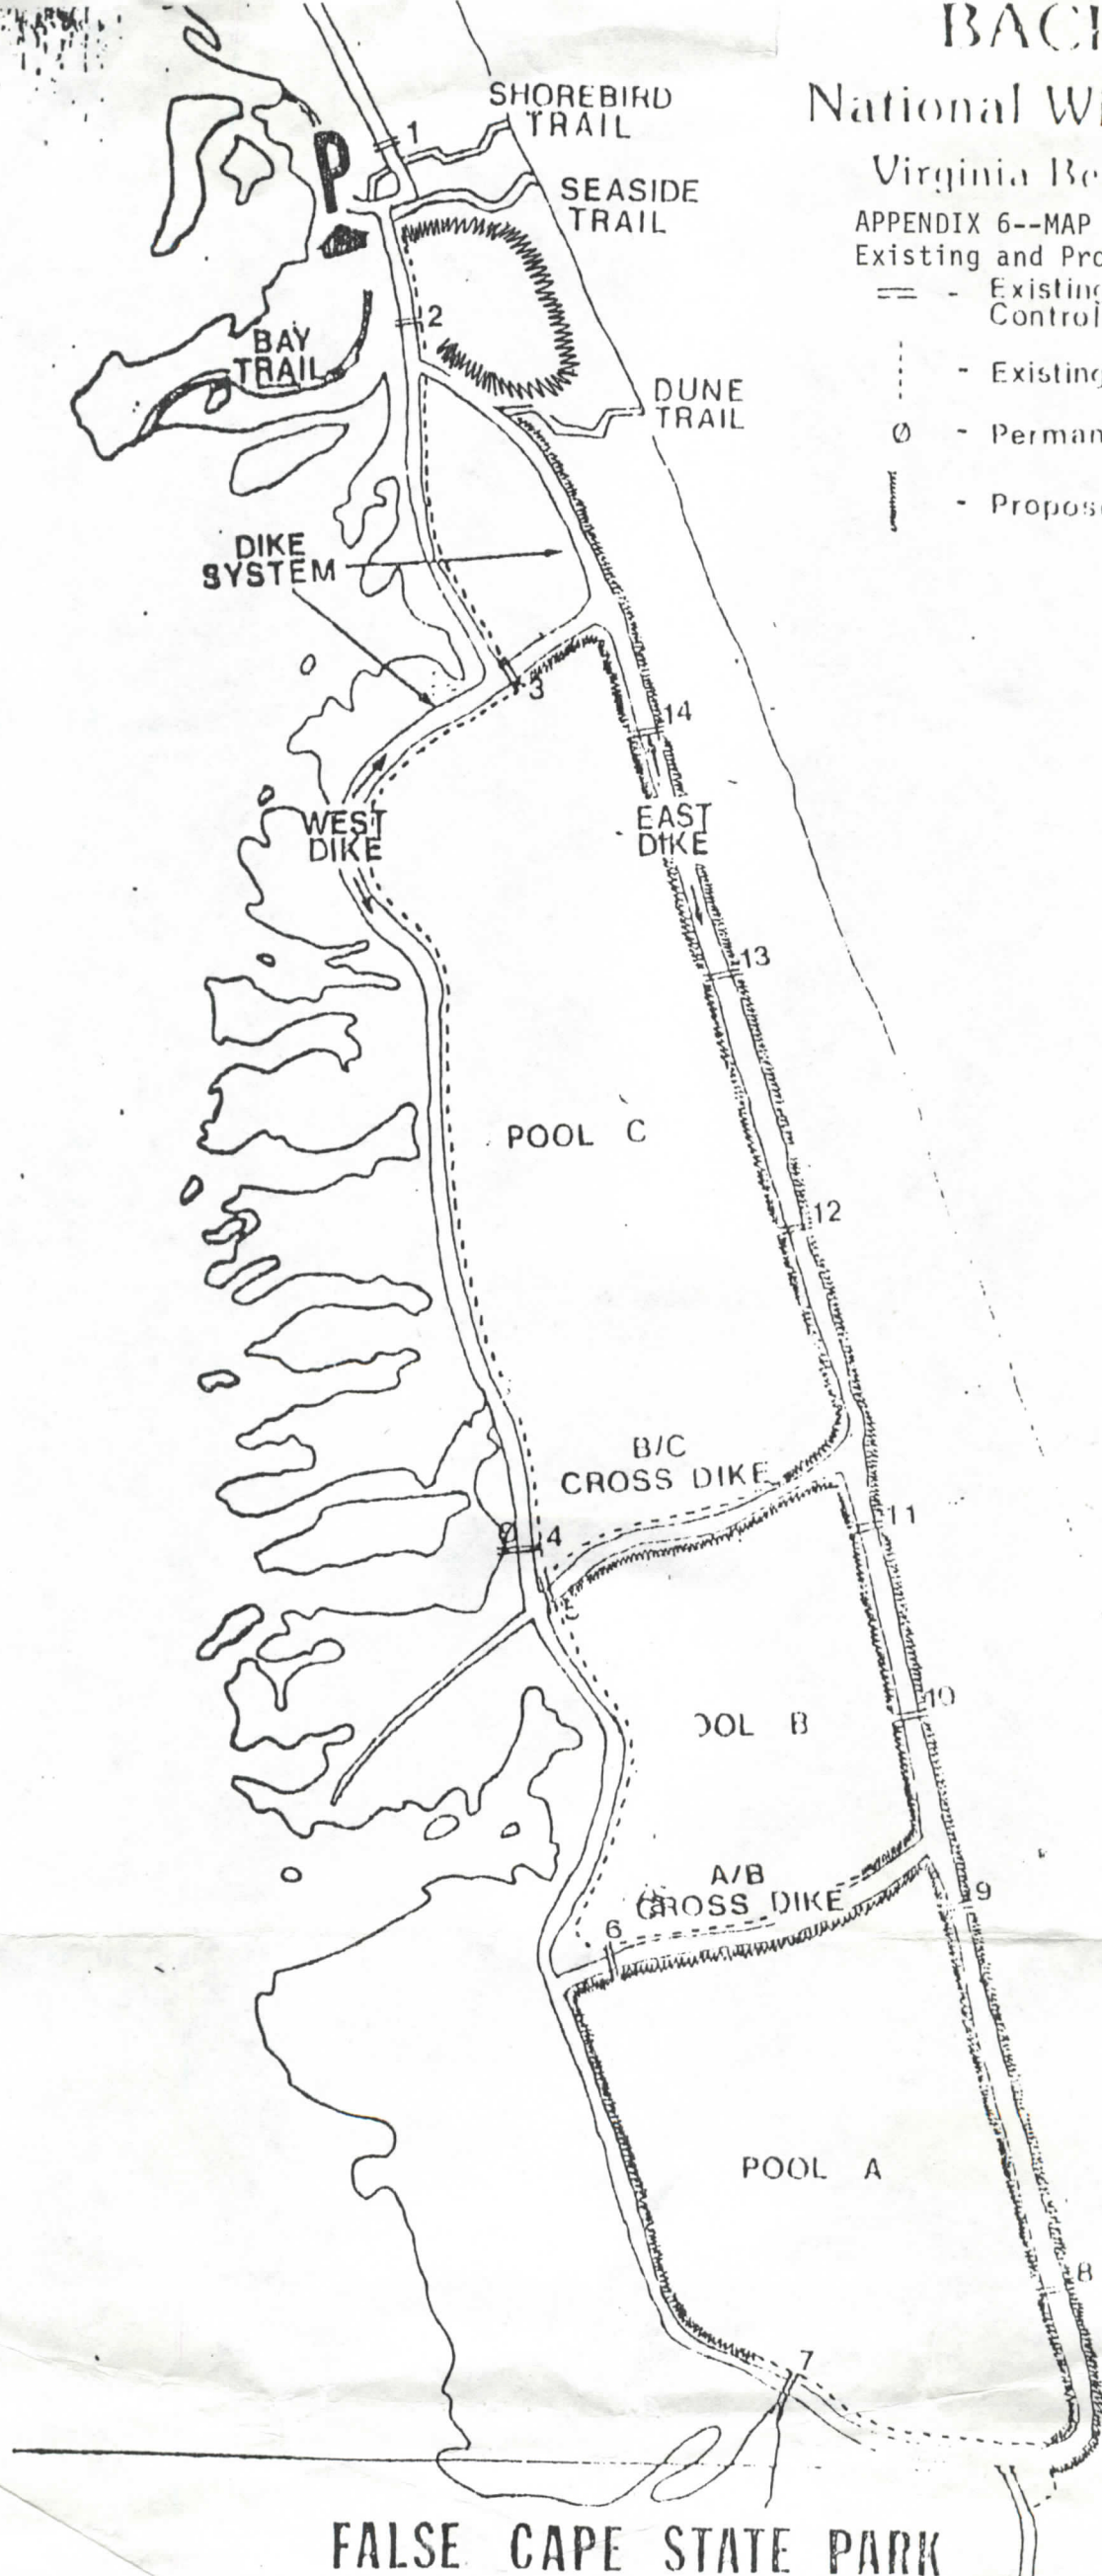 BAC
National Wi
Virginia Be
APPENDIX 6--MAP
Existing and Pro
== - Existing
Control
- Existing
Ø - Perman
- Propos
SHOREBIRD
TRAIL
P
1
SEASIDE
TRAIL
2
BAY
TRAIL
DUNE
TRAIL
DIKE
SYSTEM
3
14
WEST
DIKE
EAST
DIKE
13
POOL C
12
B/C
CROSS DIKE
11
Ø
4
10
OOL B
A/B
CROSS DIKE
9
6
POOL A
8
7
FALSE CAPE STATE PARK